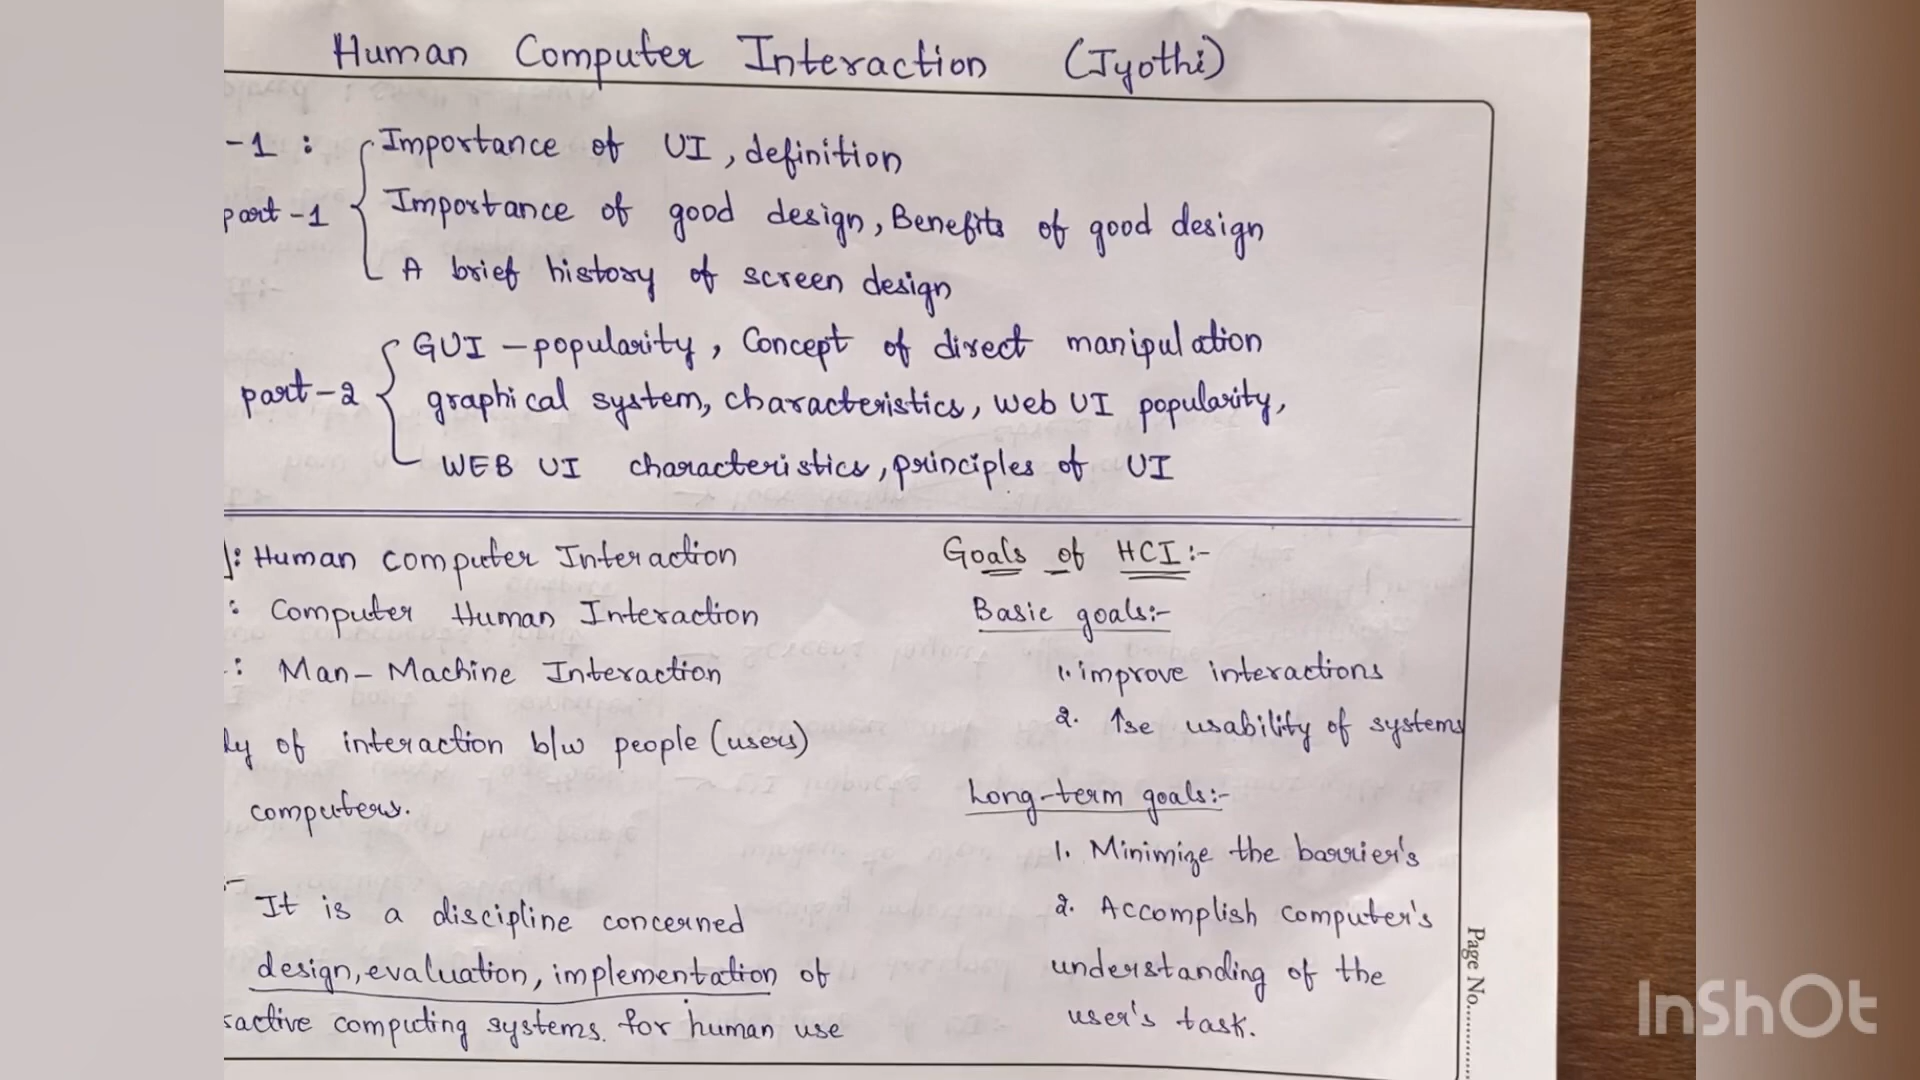 Human Computer Interaction (Jyothi)
-1 : Importance of UI, definition
part-1 Importance of good design, Benefits of good design
A brief history of screen design
GUI - popularity, Concept of direct manipulation
part-2 graphical system, characteristics, Web UI popularity,
WEB UI characteristics, principles of UI
: Human computer Interaction
: Computer Human Interaction
: Man-Machine Interaction
of interaction b/w people (users)
computers.
:-
It is a discipline concerned
design, evaluation, implementation of
ractive computing systems. for human use
Goals of HCI:-
Basic goals:-
1. improve interactions
2. ↑se usability of systems
Long-term goals:-
1. Minimize the barrier's
2. Accomplish computer's
understanding of the
user's task.
Page No..............
InShOt